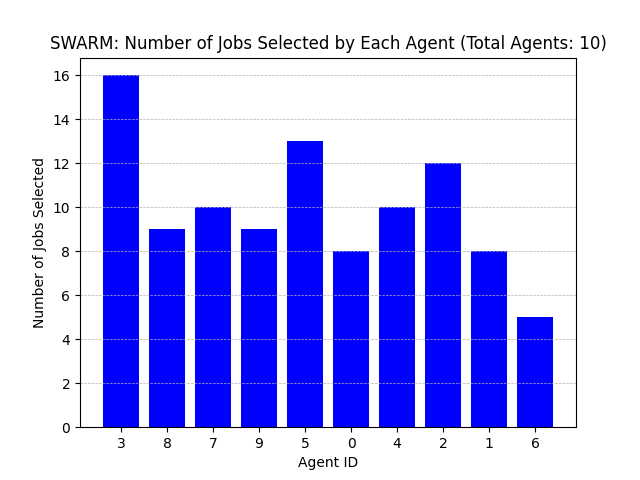 SWARM: Number of Jobs Selected by Each Agent (Total Agents: 10)
Number of Jobs Selected
16
14
12
10
8
6
4
2
0
3 8 7 9 5 0 4 2 1 6
Agent ID